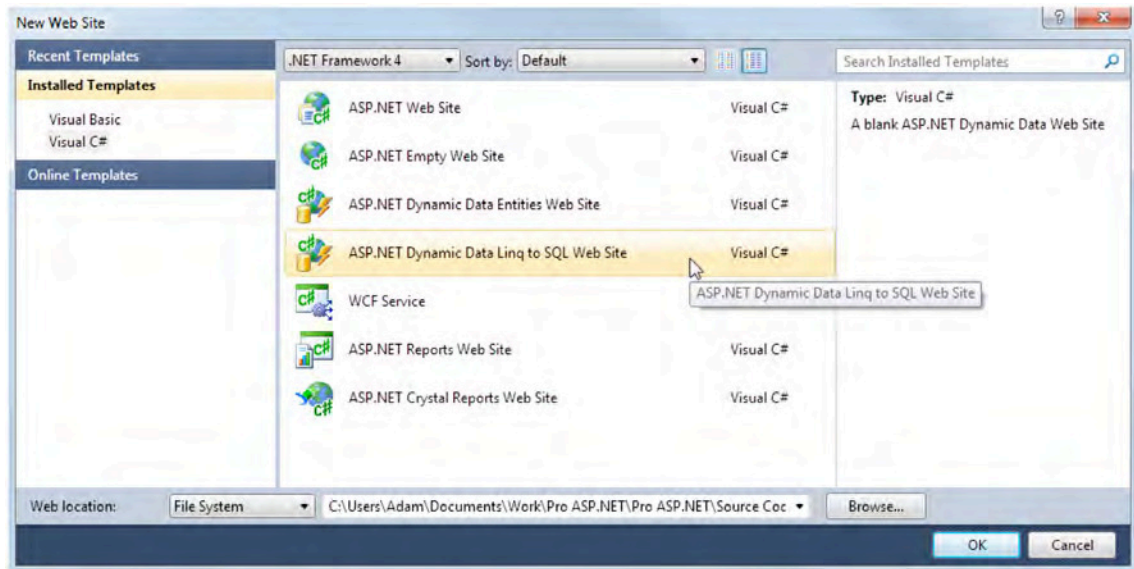 New Web Site
Recent Templates
Installed Templates
Visual Basic
Visual C#
Online Templates
.NET Framework 4 Sort by: Default
ASP.NET Web Site Visual C#
ASP.NET Empty Web Site Visual C#
ASP.NET Dynamic Data Entities Web Site Visual C#
ASP.NET Dynamic Data Linq to SQL Web Site Visual C#
ASP.NET Dynamic Data Linq to SQL Web Site
WCF Service
ASP.NET Reports Web Site Visual C#
ASP.NET Crystal Reports Web Site Visual C#
Search Installed Templates
Type: Visual C#
A blank ASP.NET Dynamic Data Web Site
Web location: File System C:\Users\Adam\Documents\Work\Pro ASP.NET\Pro ASP.NET\Source Coc Browse...
OK Cancel